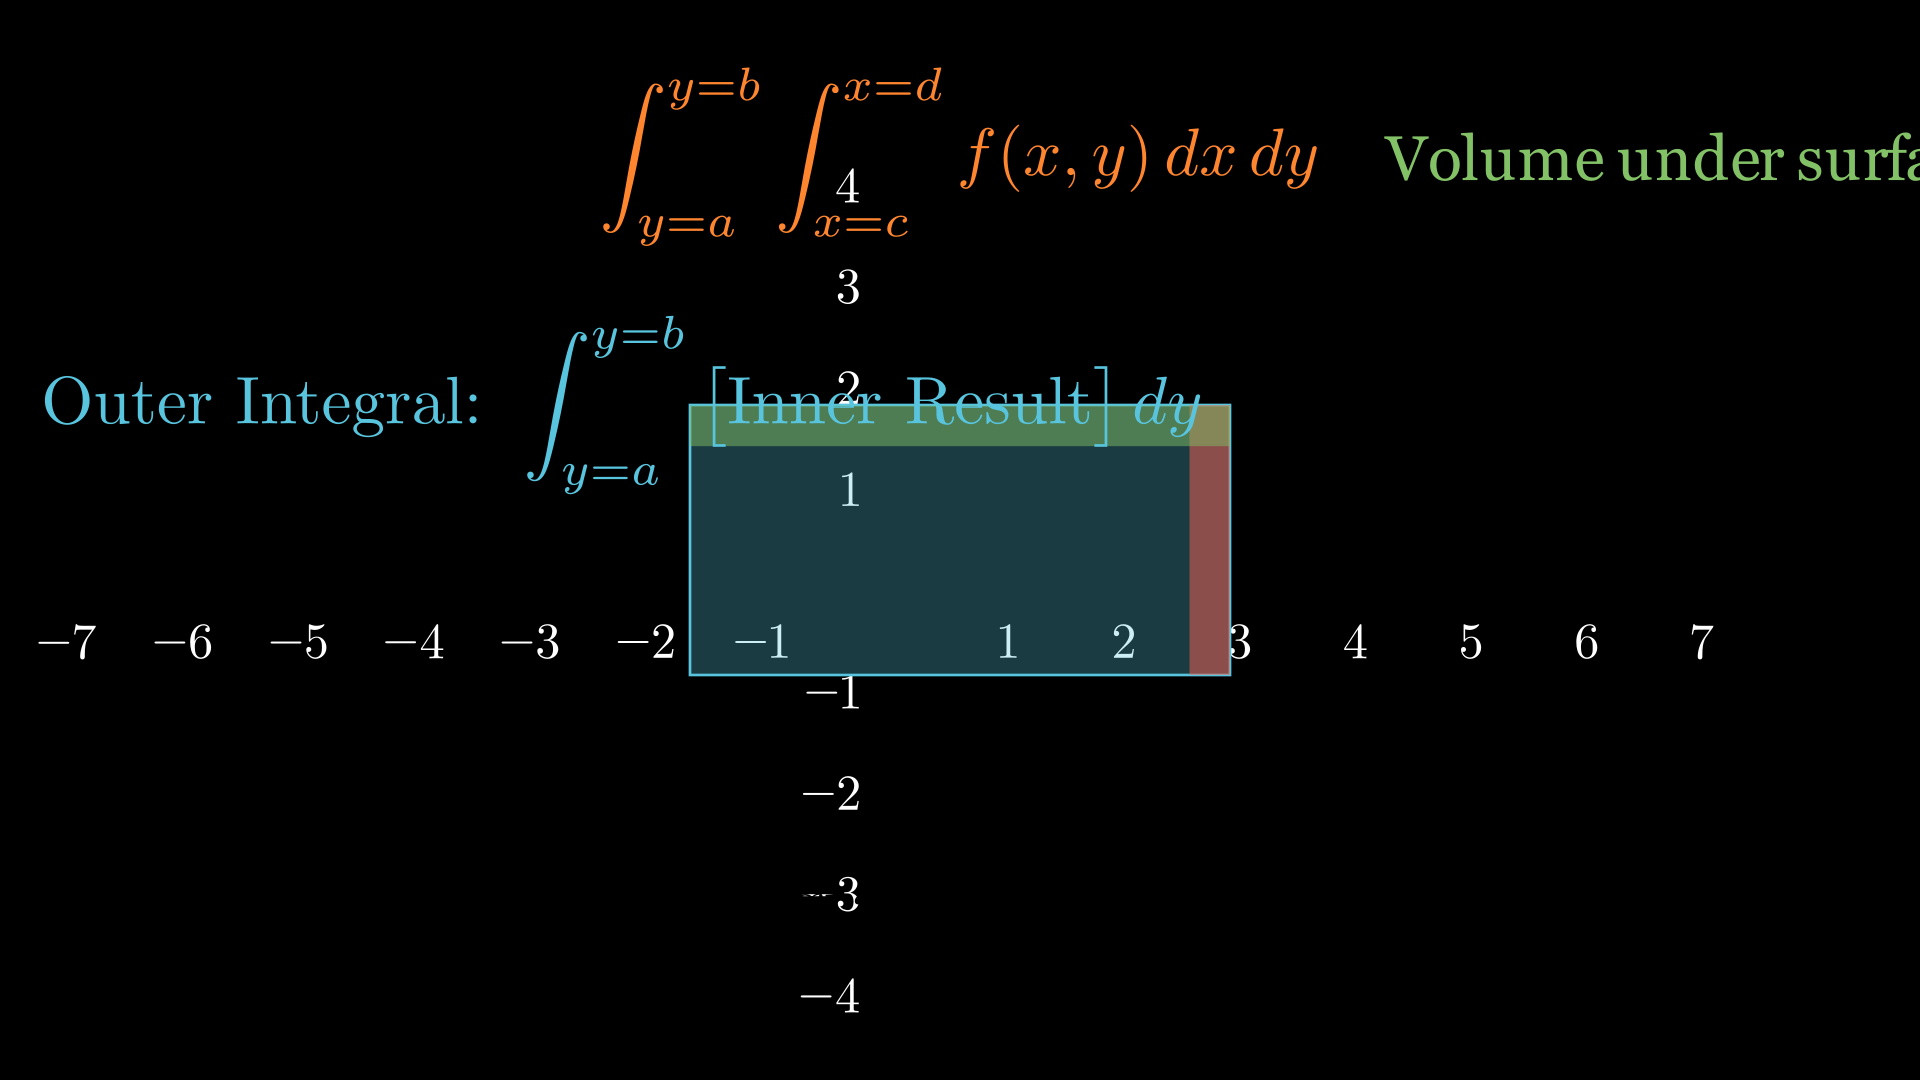 ∫_{y=a}^{y=b} ∫_{x=c}^{x=d} f(x, y) dx dy Volume under
4
3
Outer Integral: ∫_{y=a}^{y=b} [Inner Result] dy
2
1
−7 −6 −5 −4 −3 −2 −1 1 2 3 4 5 6 7
−1
−2
−3
−4